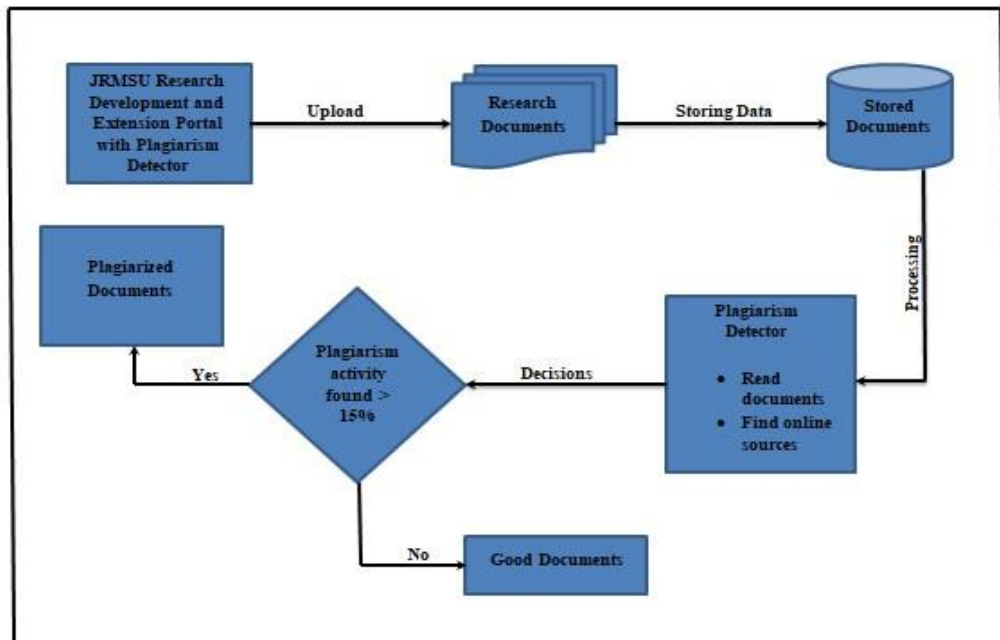 JRMSU Research
Development and
Extension Portal
with Plagiarism
Detector
Upload
Research
Documents
Storing Data
Stored
Documents
Processing
Plagiarism
Detector
• Read
documents
• Find online
sources
Decisions
Plagiarism
activity
found >
15%
Yes
Plagiarized
Documents
No
Good Documents